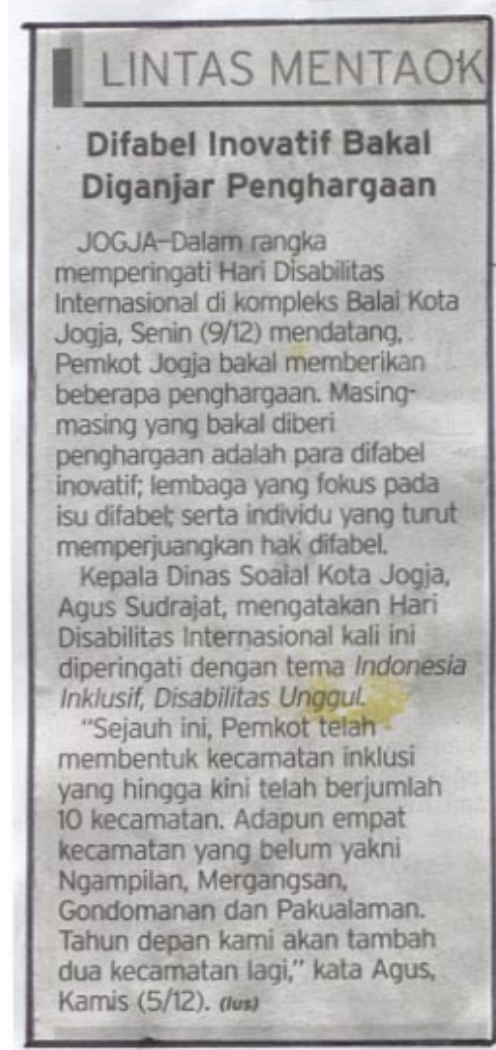 LINTAS MENTAOK
Difabel Inovatif Bakal
Diganjar Penghargaan
JOGJA—Dalam rangka
memperingati Hari Disabilitas
Internasional di kompleks Balai Kota
Jogja, Senin (9/12) mendatang,
Pemkot Jogja bakal memberikan
beberapa penghargaan. Masing-
masing yang bakal diberi
penghargaan adalah para difabel
inovatif; lembaga yang fokus pada
isu difabel; serta individu yang turut
memperjuangkan hak difabel.
Kepala Dinas Soaial Kota Jogja,
Agus Sudrajat, mengatakan Hari
Disabilitas Internasional kali ini
diperingati dengan tema Indonesia
Inklusif, Disabilitas Unggul.
"Sejauh ini, Pemkot telah
membentuk kecamatan inklusi
yang hingga kini telah berjumlah
10 kecamatan. Adapun empat
kecamatan yang belum yakni
Ngampilan, Mergangsan,
Gondomanan dan Pakualaman.
Tahun depan kami akan tambah
dua kecamatan lagi," kata Agus,
Kamis (5/12). (lus)